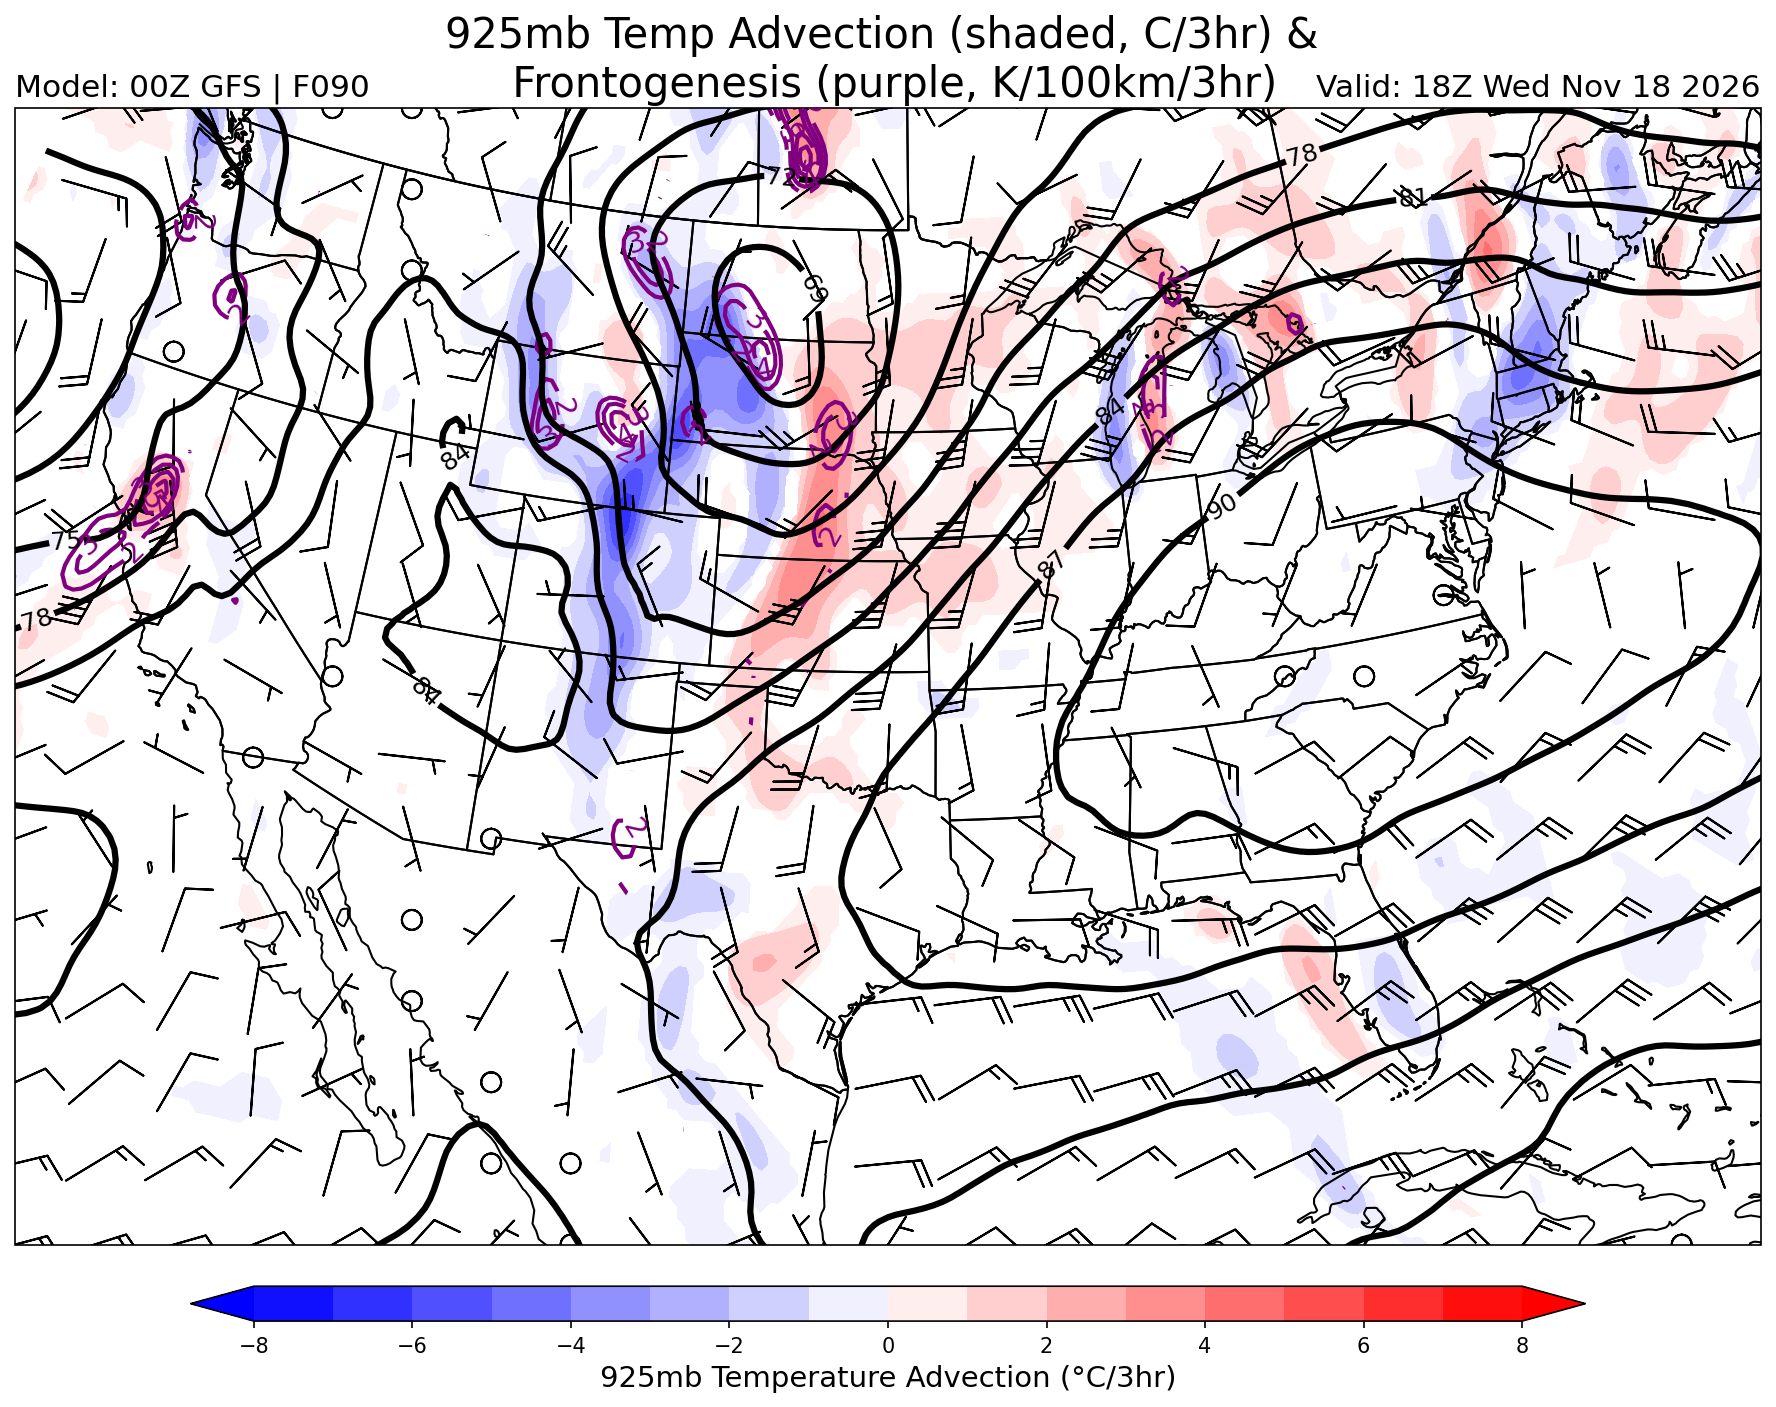 925mb Temp Advection (shaded, C/3hr) &
Frontogenesis (purple, K/100km/3hr)
Model: 00Z GFS | F090
Valid: 18Z Wed Nov 18 2026
78
72
81
69
84
84
90
75
87
78
84
−8 −6 −4 −2 0 2 4 6 8
925mb Temperature Advection (°C/3hr)